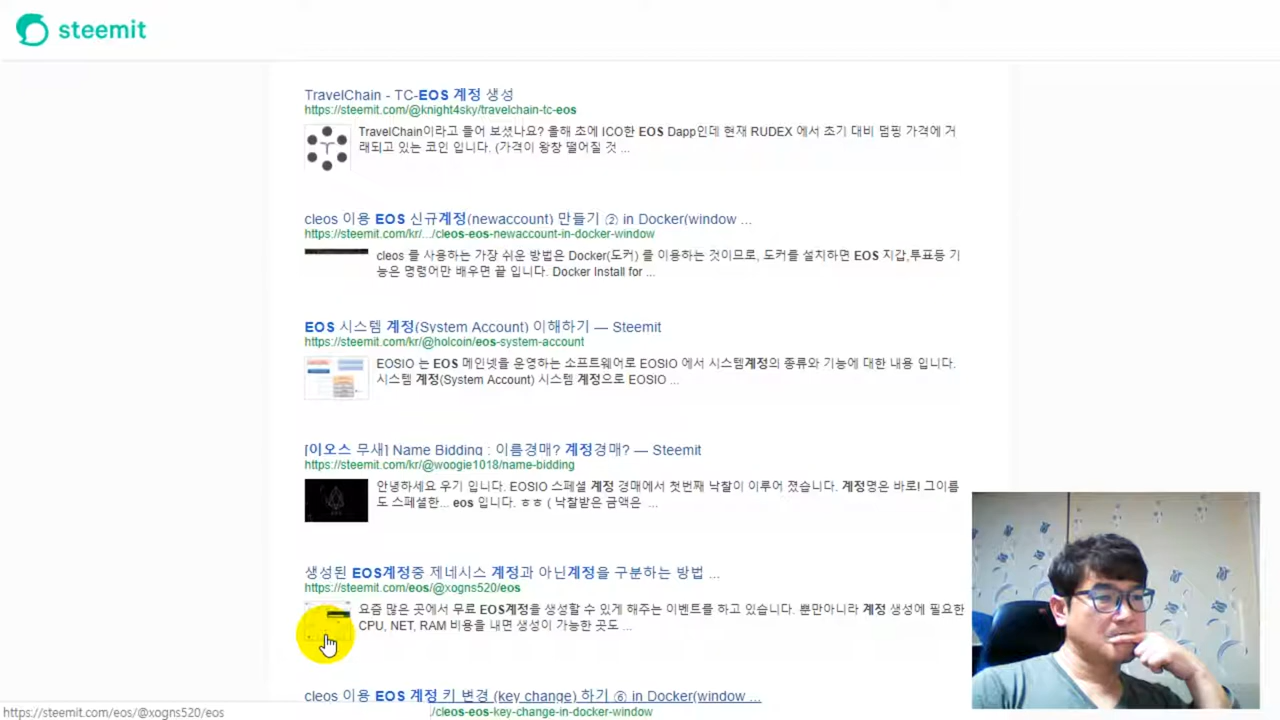 steemit
TravelChain - TC-EOS 계정 생성
https://steemit.com/@knight4sky/travelchain-tc-eos
TravelChain이라고 들어 보셨나요? 올해 초에 ICO한 EOS Dapp인데 현재 RUDEX 에서 초기 대비 덤핑 가격에 거
래되고 있는 코인 입니다. (가격이 왕창 떨어질 것 ...
cleos 이용 EOS 신규계정(newaccount) 만들기 ② in Docker(window ...
https://steemit.com/kr/.../cleos-eos-newaccount-in-docker-window
cleos 를 사용하는 가장 쉬운 방법은 Docker(도커) 를 이용하는 것이므로, 도커를 설치하면 EOS 지갑,투표등 기
능은 명령어만 배우면 끝 입니다. Docker Install for ...
EOS 시스템 계정(System Account) 이해하기 — Steemit
https://steemit.com/kr/@holcoin/eos-system-account
EOSIO 는 EOS 메인넷을 운영하는 소프트웨어로 EOSIO 에서 시스템계정의 종류와 기능에 대한 내용 입니다.
시스템 계정(System Account) 시스템 계정으로 EOSIO ...
[이오스 무새] Name Bidding : 이름경매? 계정경매? — Steemit
https://steemit.com/kr/@woogie1018/name-bidding
안녕하세요 우기 입니다. EOSIO 스페셜 계정 경매에서 첫번째 낙찰이 이루어 졌습니다. 계정명은 바로! 그이름
도 스페셜한... eos 입니다. ㅎㅎ ( 낙찰받은 금액은 ...
생성된 EOS계정중 제네시스 계정과 아닌계정을 구분하는 방법 ...
https://steemit.com/eos/@xogns520/eos
요즘 많은 곳에서 무료 EOS계정을 생성할 수 있게 해주는 이벤트를 하고 있습니다. 뿐만아니라 계정 생성에 필요한
CPU, NET, RAM 비용을 내면 생성이 가능한 곳도 ...
cleos 이용 EOS 계정 키 변경 (key change) 하기 ⑥ in Docker(window ...
/cleos-eos-key-change-in-docker-window
https://steemit.com/eos/@xogns520/eos